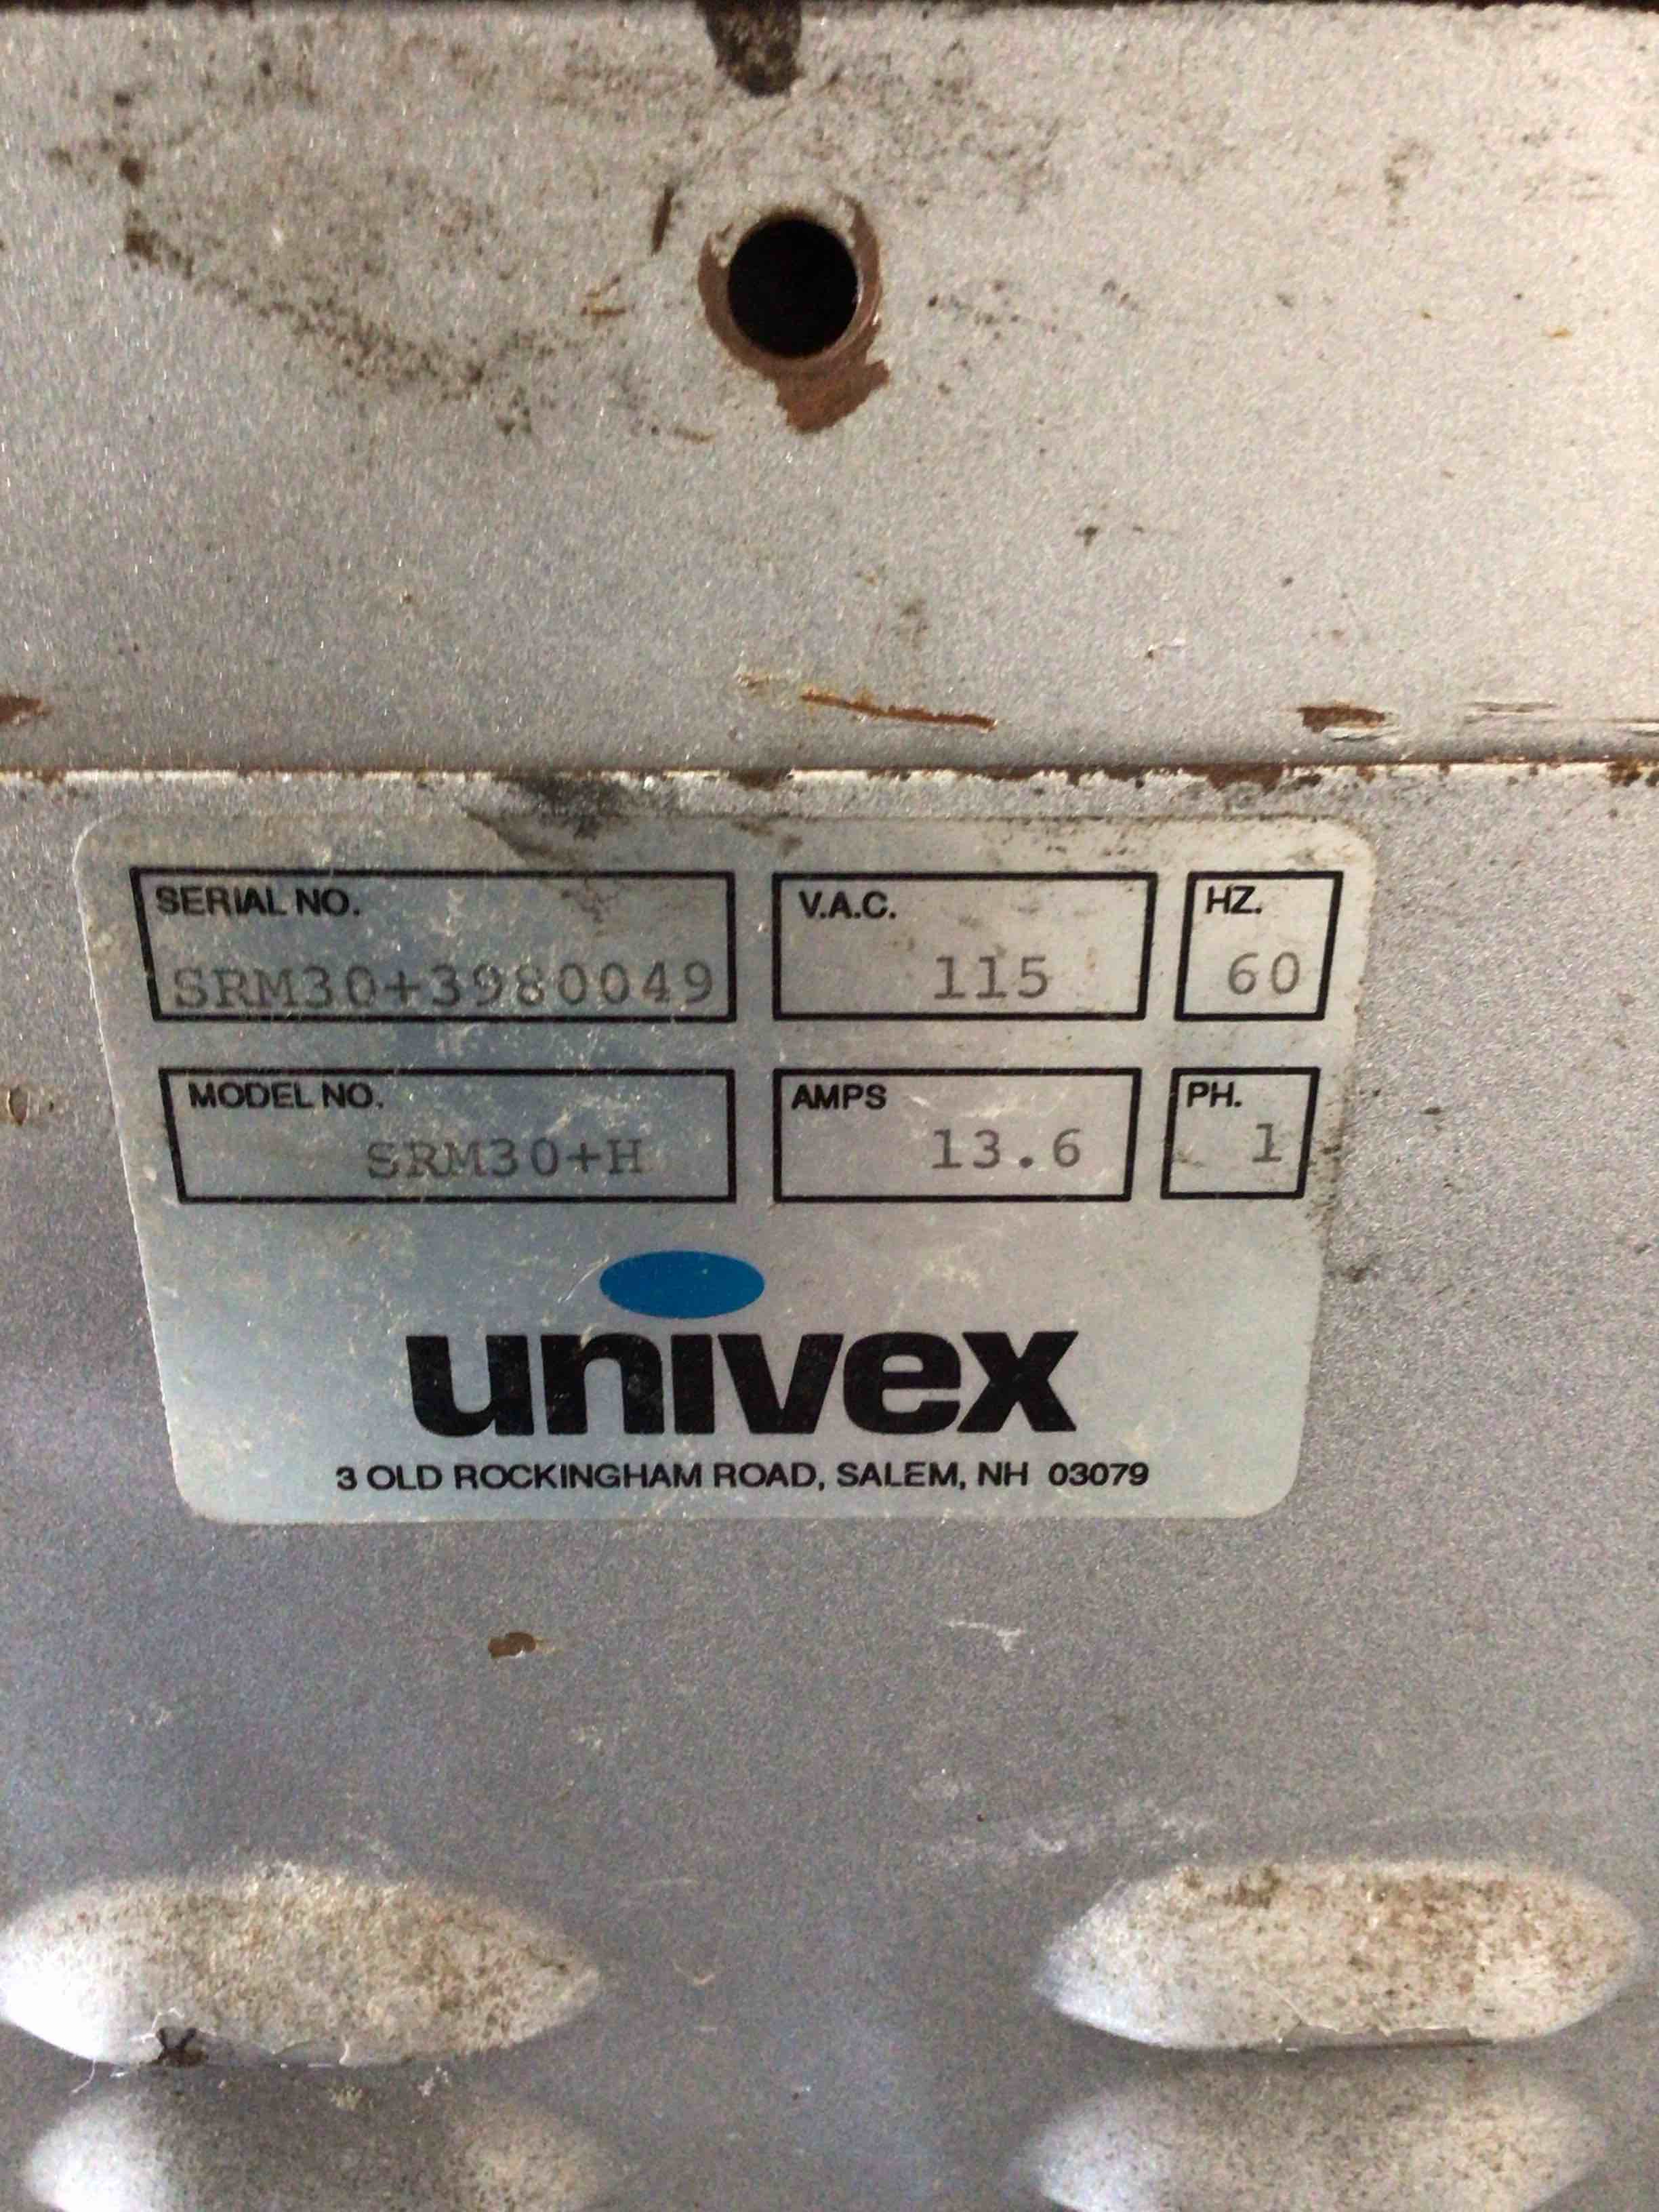 SERIAL NO. V.A.C. HZ.
SRM30+3980049 115 60
MODEL NO. AMPS PH.
SRM30+H 13.6 1
univex
3 OLD ROCKINGHAM ROAD, SALEM, NH 03079